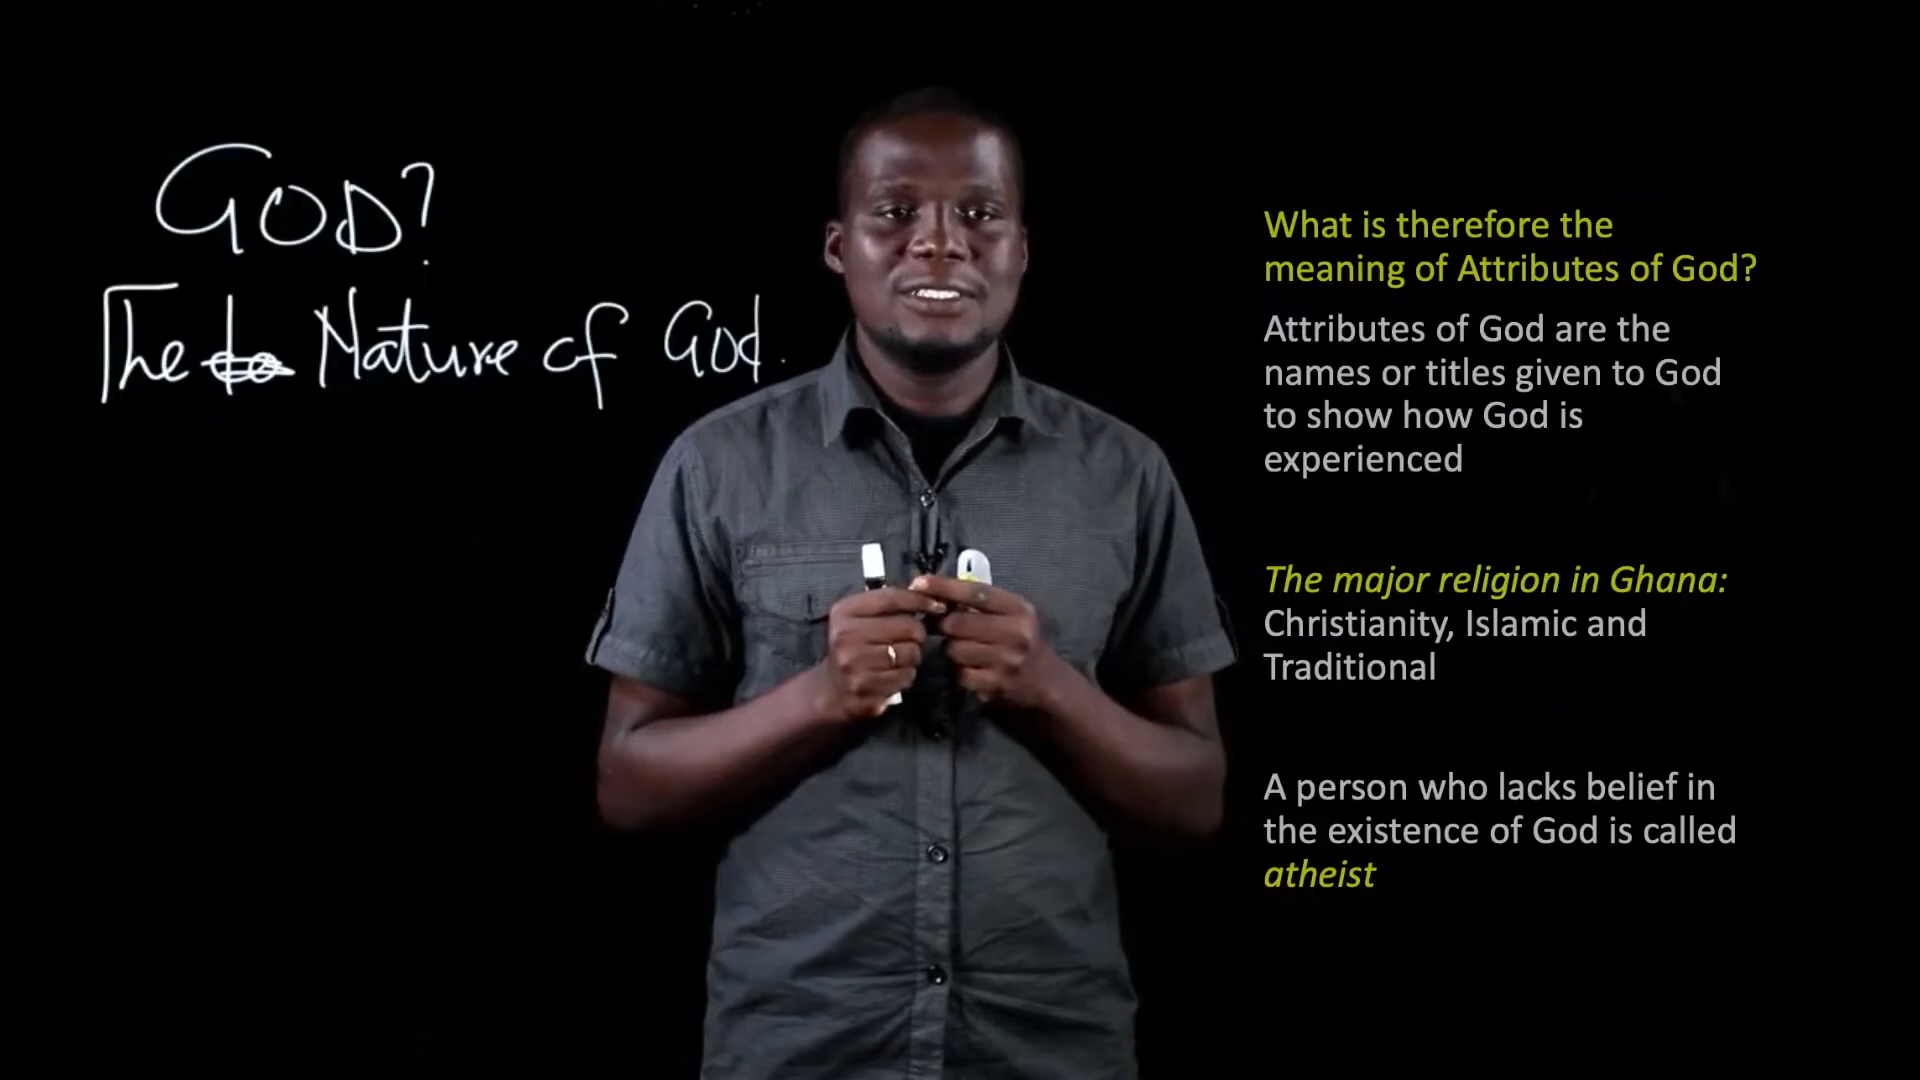 GOD?
The to Nature of God.
What is therefore the
meaning of Attributes of God?
Attributes of God are the
names or titles given to God
to show how God is
experienced
The major religion in Ghana:
Christianity, Islamic and
Traditional
A person who lacks belief in
the existence of God is called
atheist